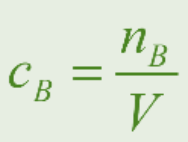 c_B = n_B / V